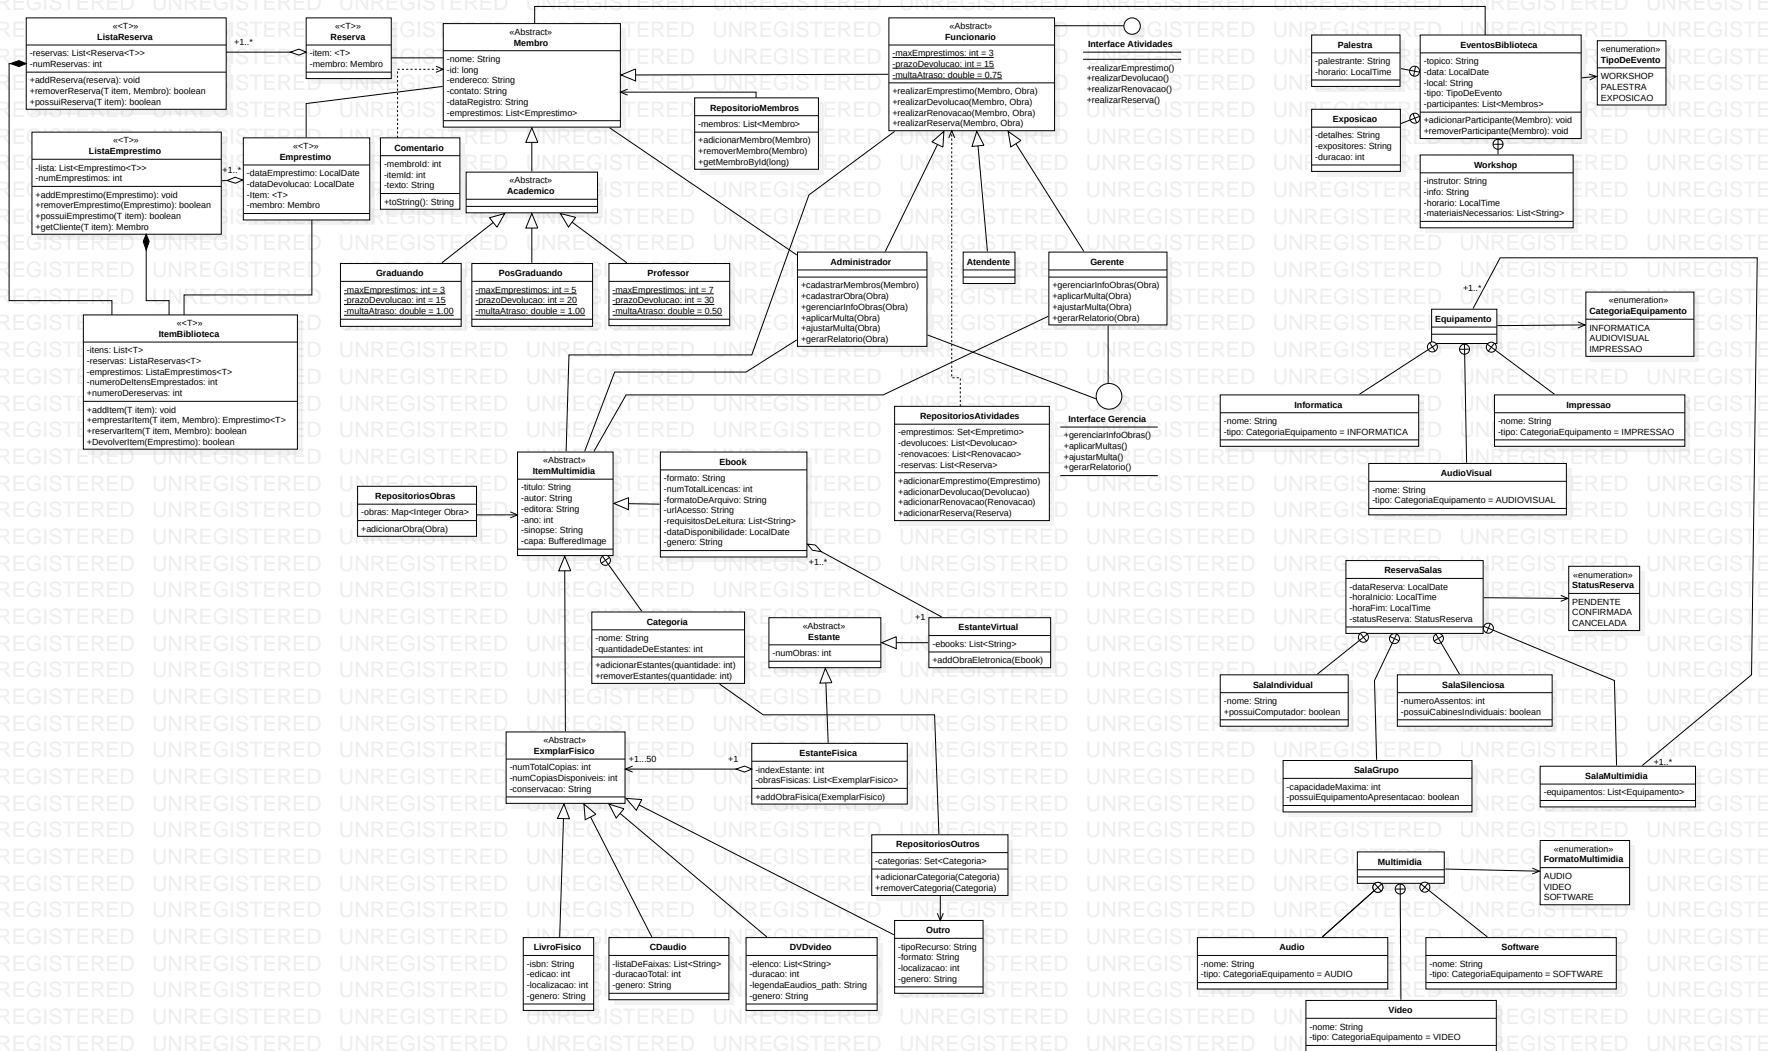 «<T>»
ListaReserva
-reservas: List<Reserva<T>>
-numReservas: int
+addReserva(reserva): void
+removerReserva(T item, Membro): boolean
+possuiReserva(T item): boolean
+1..*
«<T>»
Reserva
-item: <T>
-membro: Membro
«Abstract»
Membro
-nome: String
-id: long
-endereco: String
-contato: String
-dataRegistro: String
-emprestimos: List<Emprestimo>
«Abstract»
Funcionario
-maxEmprestimos: int = 3
-prazoDevolucao: int = 15
-multaAtraso: double = 0.75
+realizarEmprestimo(Membro, Obra)
+realizarDevolucao(Membro, Obra)
+realizarRenovacao(Membro, Obra)
+realizarReserva(Membro, Obra)
Interface Atividades
+realizarEmprestimo()
+realizarDevolucao()
+realizarRenovacao()
+realizarReserva()
Palestra
-palestrante: String
-horario: LocalTime
EventosBiblioteca
-topico: String
-data: LocalDate
-local: String
-tipo: TipoDeEvento
-participantes: List<Membros>
+adicionarParticipante(Membro): void
+removerParticipante(Membro): void
«enumeration»
TipoDeEvento
WORKSHOP
PALESTRA
EXPOSICAO
Exposicao
-detalhes: String
-expositores: String
-duracao: int
Workshop
-instrutor: String
-info: String
-horario: LocalTime
-materiaisNecessarios: List<String>
RepositorioMembros
-membros: List<Membro>
+adicionarMembro(Membro)
+removerMembro(Membro)
+getMembroById(long)
«<T>»
ListaEmprestimo
-lista: List<Emprestimo<T>>
-numEmprestimos: int
+addEmprestimo(Emprestimo): void
+removerEmprestimo(Emprestimo): boolean
+possuiEmprestimo(T item): boolean
+getCliente(T item): Membro
+1..*
«<T>»
Emprestimo
-dataEmprestimo: LocalDate
-dataDevolucao: LocalDate
-Item: <T>
-membro: Membro
Comentario
-membroId: int
-itemId: int
-texto: String
+toString(): String
«Abstract»
Academico
Graduando
-maxEmprestimos: int = 3
-prazoDevolucao: int = 15
-multaAtraso: double = 1.00
PosGraduando
-maxEmprestimos: int = 5
-prazoDevolucao: int = 20
-multaAtraso: double = 1.00
Professor
-maxEmprestimos: int = 7
-prazoDevolucao: int = 30
-multaAtraso: double = 0.50
Administrador
+cadastrarMembros(Membro)
+cadastrarObra(Obra)
+gerenciarInfoObras(Obra)
+aplicarMulta(Obra)
+ajustarMulta(Obra)
+gerarRelatorio(Obra)
Atendente
Gerente
+gerenciarInfoObras(Obra)
+aplicarMulta(Obra)
+ajustarMulta(Obra)
+gerarRelatorio(Obra)
+1..*
Equipamento
«enumeration»
CategoriaEquipamento
INFORMATICA
AUDIOVISUAL
IMPRESSAO
«<T>»
ItemBiblioteca
-itens: List<T>
-reservas: ListaReservas<T>
-emprestimos: ListaEmprestimos<T>
-numeroDeItensEmprestados: int
+numeroDereservas: int
+addItem(T item): void
+emprestarItem(T item, Membro): Emprestimo<T>
+reservarItem(T item, Membro): boolean
+DevolverItem(Emprestimo): boolean
RepositoriosAtividades
-emprestimos: Set<Empretimo>
-devolucoes: List<Devolucao>
-renovacoes: List<Renovacao>
-reservas: List<Reserva>
+adicionarEmprestimo(Emprestimo)
+adicionarDevolucao(Devolucao)
+adicionarRenovacao(Renovacao)
+adicionarReserva(Reserva)
Interface Gerencia
+gerenciarInfoObras()
+aplicarMultas()
+ajustarMulta()
+gerarRelatorio()
Informatica
-nome: String
-tipo: CategoriaEquipamento = INFORMATICA
Impressao
-nome: String
-tipo: CategoriaEquipamento = IMPRESSAO
AudioVisual
-nome: String
-tipo: CategoriaEquipamento = AUDIOVISUAL
RepositoriosObras
-obras: Map<Integer Obra>
+adicionarObra(Obra)
«Abstract»
ItemMultimidia
-titulo: String
-autor: String
-editora: String
-ano: int
-sinopse: String
-capa: BufferedImage
Ebook
-formato: String
-numTotalLicencas: int
-formatoDeArquivo: String
-urlAcesso: String
-requisitosDeLeitura: List<String>
-dataDisponibilidade: LocalDate
-genero: String
+1..*
+1
Categoria
-nome: String
-quantidadeDeEstantes: int
+adicionarEstantes(quantidade: int)
+removerEstantes(quantidade: int)
«Abstract»
Estante
-numObras: int
EstanteVirtual
-ebooks: List<String>
+addObraEletronica(Ebook)
ReservaSalas
-dataReserva: LocalDate
-horaInicio: LocalTime
-horaFim: LocalTime
-statusReserva: StatusReserva
«enumeration»
StatusReserva
PENDENTE
CONFIRMADA
CANCELADA
SalaIndividual
-nome: String
+possuiComputador: boolean
SalaSilenciosa
-numeroAssentos: int
-possuiCabinesIndividuais: boolean
SalaGrupo
-capacidadeMaxima: int
-possuiEquipamentoApresentacao: boolean
+1..*
SalaMultimidia
-equipamentos: List<Equipamento>
«Abstract»
ExmplarFisico
-numTotalCopias: int
-numCopiasDisponiveis: int
-conservacao: String
+1...50
+1
EstanteFisica
-indexEstante: int
-obrasFisicas: List<ExemplarFisico>
+addObraFisica(ExemplarFisico)
RepositoriosOutros
-categorias: Set<Categoria>
+adicionarCategoria(Categoria)
+removerCategoria(Categoria)
Multimidia
«enumeration»
FormatoMultimidia
AUDIO
VIDEO
SOFTWARE
LivroFisico
-isbn: String
-edicao: int
-localizacao: int
-genero: String
CDaudio
-listaDeFaixas: List<String>
-duracaoTotal: int
-genero: String
DVDvideo
-elenco: List<String>
-duracao: int
-legendaEaudios_path: String
-genero: String
Outro
-tipoRecurso: String
-formato: String
-localizacao: int
-genero: String
Audio
-nome: String
-tipo: CategoriaEquipamento = AUDIO
Software
-nome: String
-tipo: CategoriaEquipamento = SOFTWARE
Video
-nome: String
-tipo: CategoriaEquipamento = VIDEO